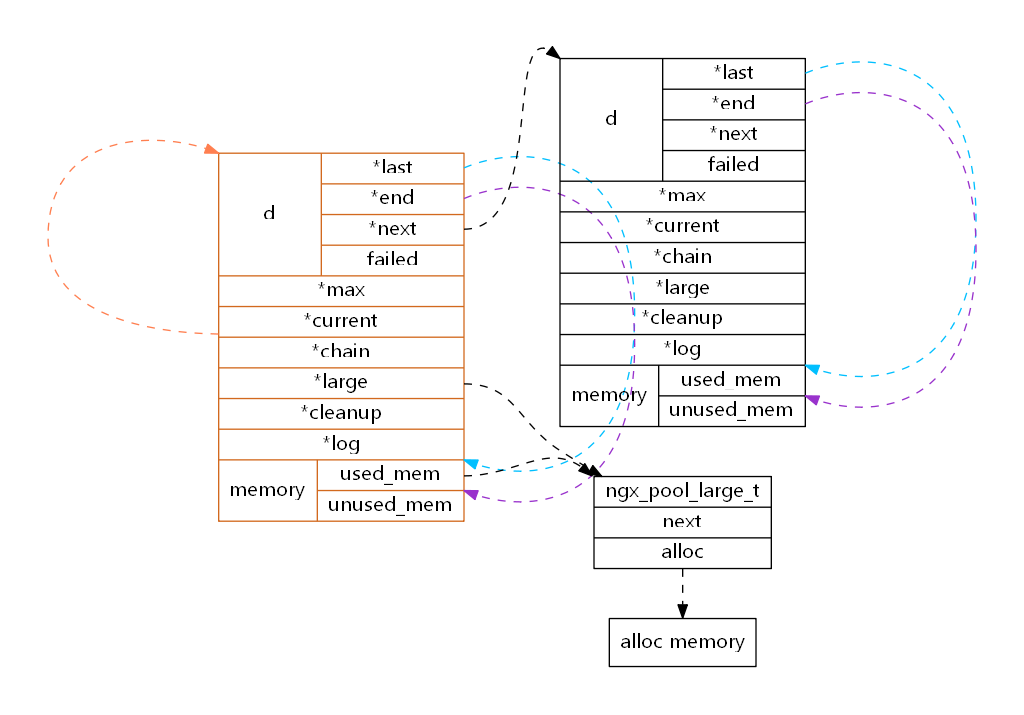 d
*last
*end
*next
failed
*max
*current
*chain
*large
*cleanup
*log
memory
used_mem
unused_mem
d
*last
*end
*next
failed
*max
*current
*chain
*large
*cleanup
*log
memory
used_mem
unused_mem
ngx_pool_large_t
next
alloc
alloc memory